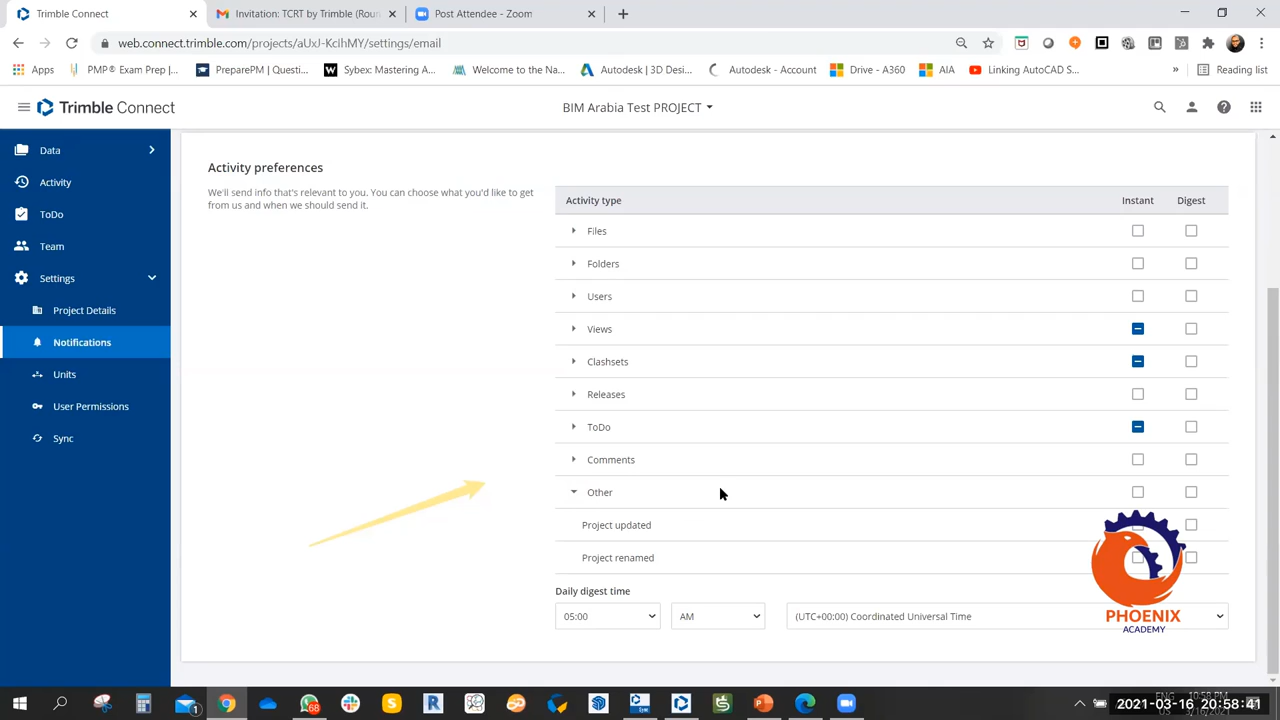 Trimble Connect
Invitation: TCRT by Trimble (Rou
Post Attendee - Zoom
web.connect.trimble.com/projects/aUxJ-KcihMY/settings/email
Apps
PMP® Exam Prep |...
PreparePM | Questi...
Sybex: Mastering A...
Welcome to the Na...
Autodesk | 3D Desi...
Autodesk - Account
Drive - A360
AIA
Linking AutoCAD S...
»
Reading list
Trimble Connect
BIM Arabia Test PROJECT
Data
Activity
ToDo
Team
Settings
Project Details
Notifications
Units
User Permissions
Sync
Activity preferences
We'll send info that's relevant to you. You can choose what you'd like to get
from us and when we should send it.
Activity type Instant Digest
Files
Folders
Users
Views
Clashsets
Releases
ToDo
Comments
Other
Project updated
Project renamed
Daily digest time
05:00 AM (UTC+00:00) Coordinated Universal Time
PHOENIX
ACADEMY
68
1
ENG 10:58 PM
2021-03-16 20:58:41